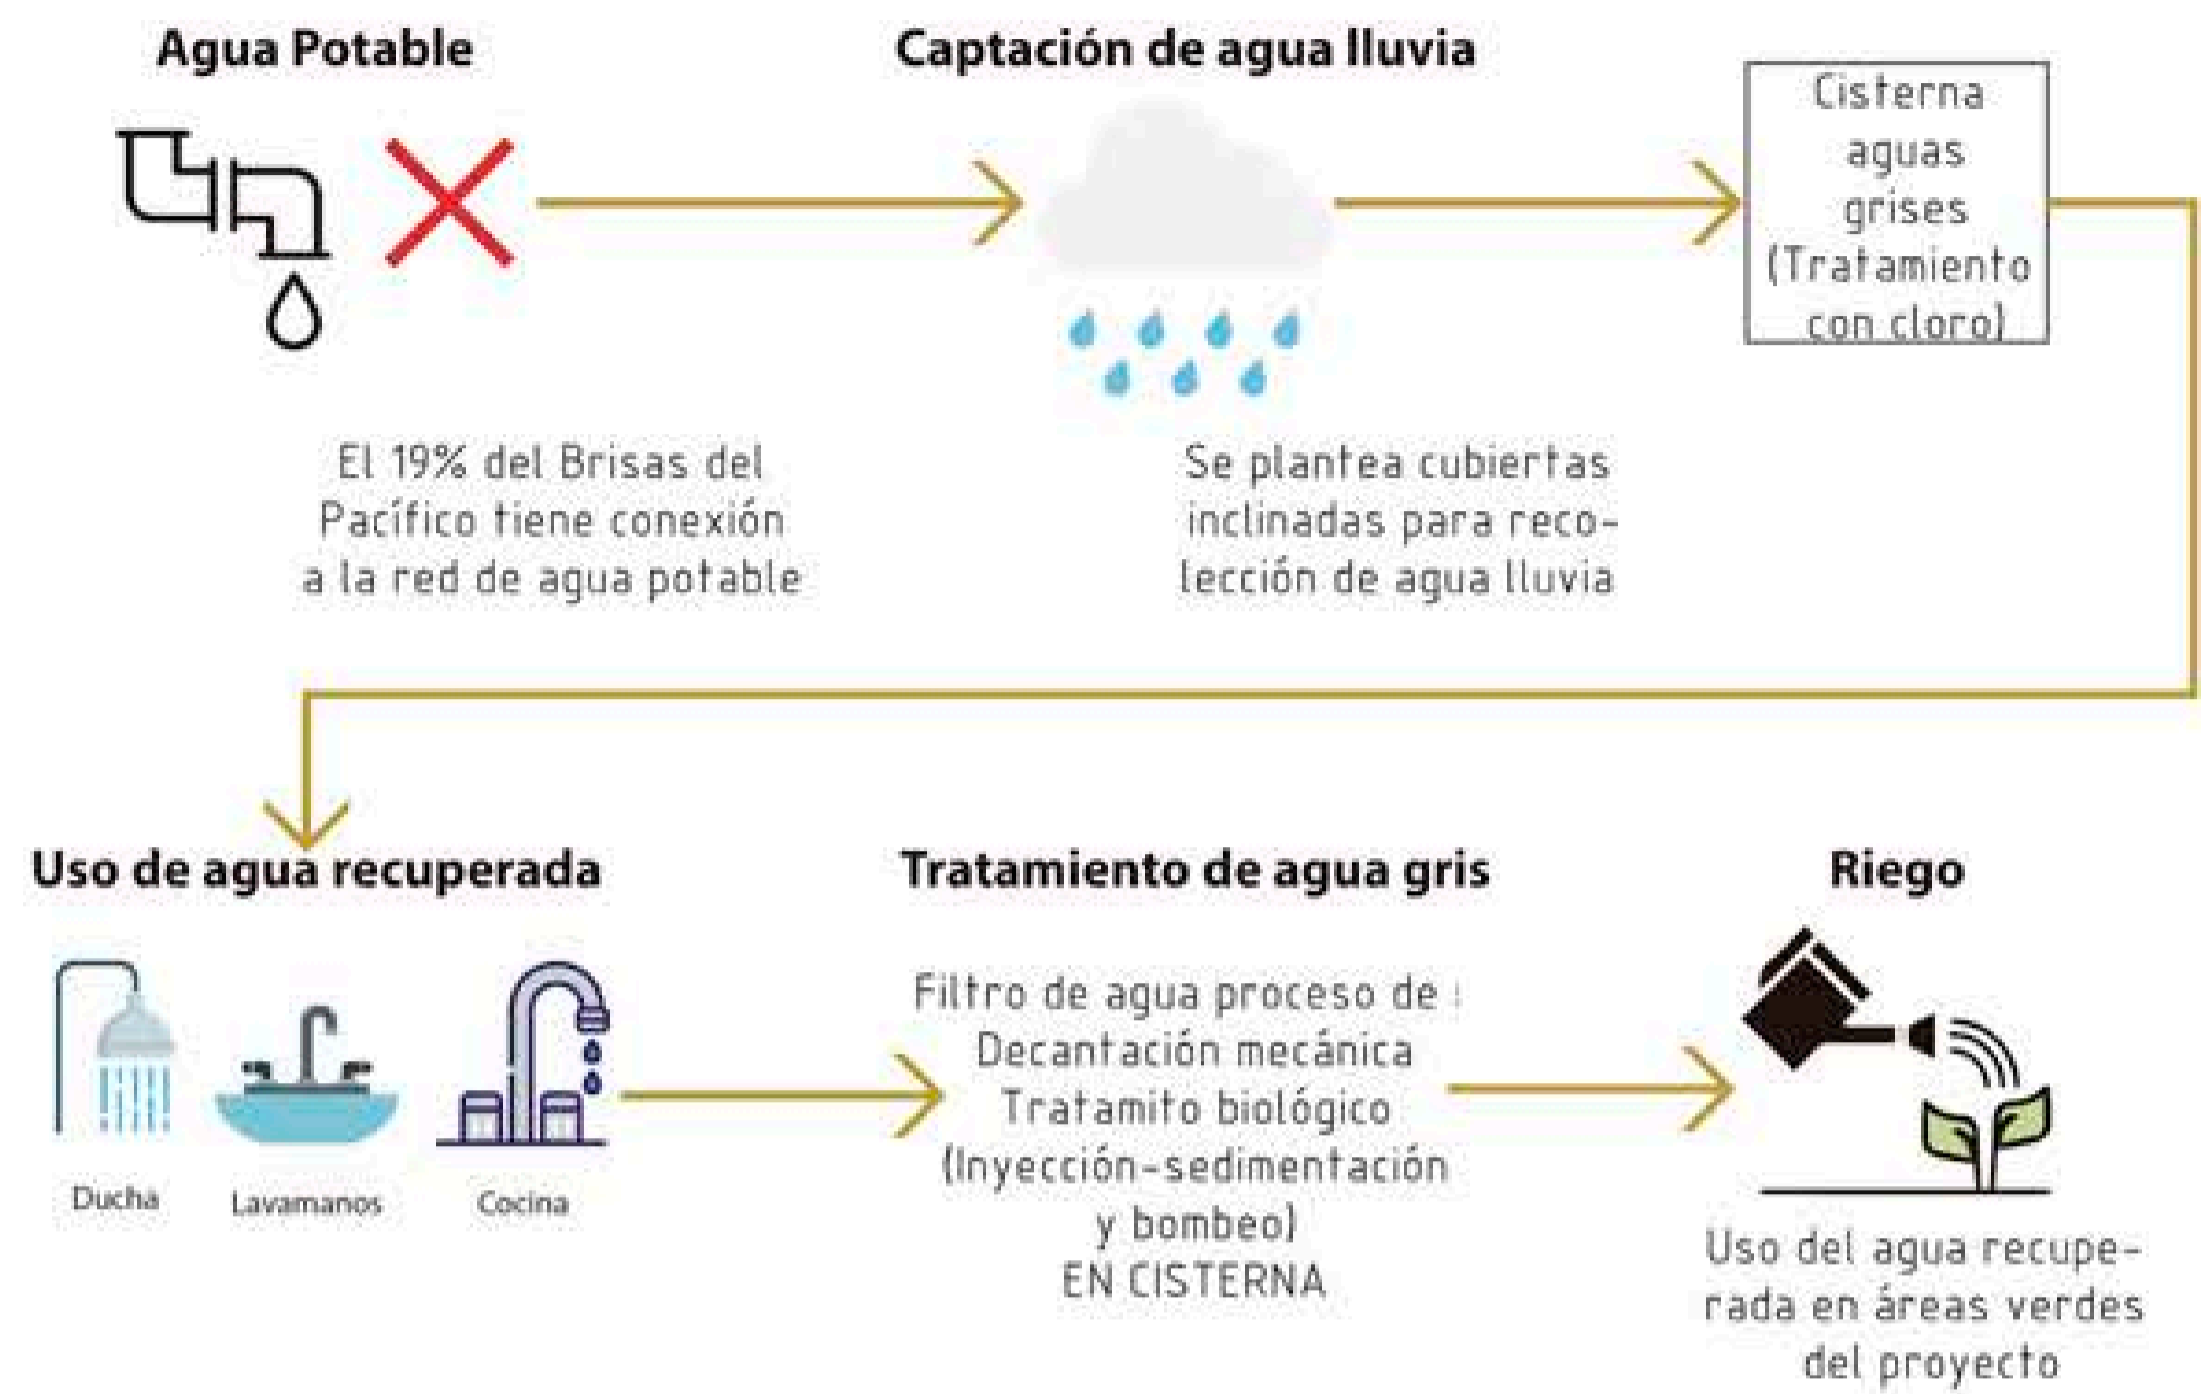 Agua Potable
El 19% del Brisas del
Pacífico tiene conexión
a la red de agua potable
Captación de agua lluvia
Se plantea cubiertas
inclinadas para reco-
lección de agua lluvia
Cisterna
aguas
grises
(Tratamiento
con cloro)
Uso de agua recuperada
Ducha
Lavamanos
Cocina
Tratamiento de agua gris
Filtro de agua proceso de :
Decantación mecánica
Tratamito biológico
(Inyección-sedimentación
y bombeo)
EN CISTERNA
Riego
Uso del agua recupe-
rada en áreas verdes
del proyecto